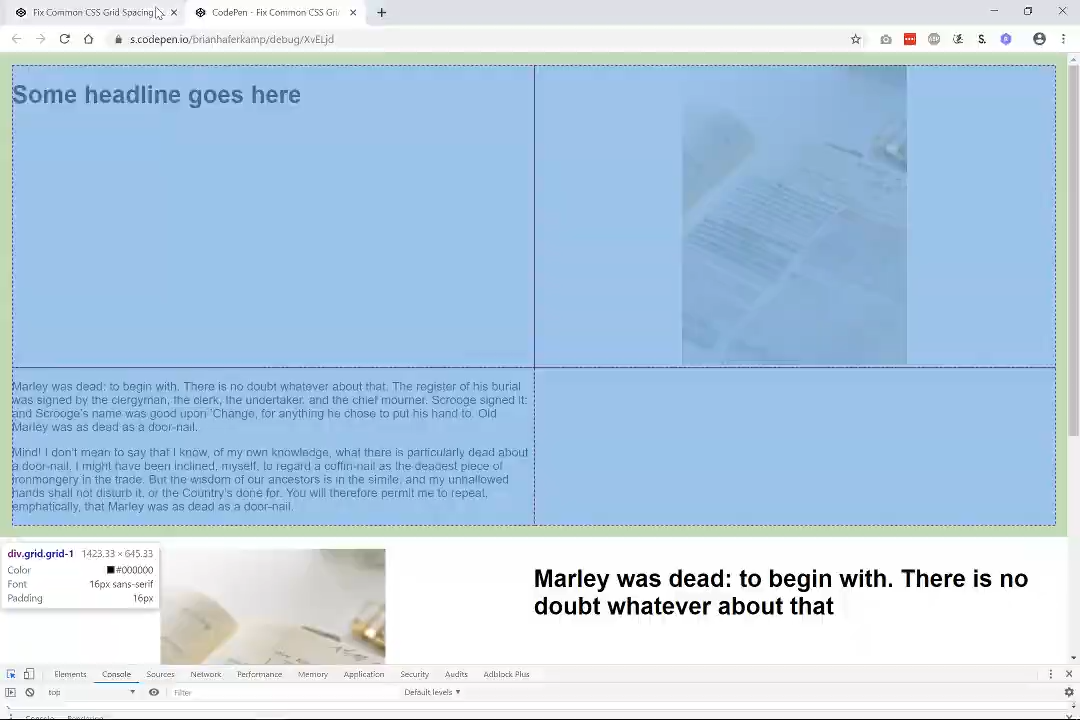 Fix Common CSS Grid Spacing
CodePen - Fix Common CSS Gri
s.codepen.io/brianhaferkamp/debug/XvELjd
Some headline goes here
Marley was dead: to begin with. There is no doubt whatever about that. The register of his burial
was signed by the clergyman, the clerk, the undertaker, and the chief mourner. Scrooge signed it:
and Scrooge's name was good upon 'Change, for anything he chose to put his hand to. Old
Marley was as dead as a door-nail.
Mind! I don't mean to say that I know, of my own knowledge, what there is particularly dead about
a door-nail. I might have been inclined, myself, to regard a coffin-nail as the deadest piece of
ironmongery in the trade. But the wisdom of our ancestors is in the simile; and my unhallowed
hands shall not disturb it, or the Country's done for. You will therefore permit me to repeat,
emphatically, that Marley was as dead as a door-nail.
div.grid.grid-1 1423.33 × 645.33
Color #000000
Font 16px sans-serif
Padding 16px
Marley was dead: to begin with. There is no
doubt whatever about that
Elements Console Sources Network Performance Memory Application Security Audits Adblock Plus
top Filter Default levels
Console Rendering